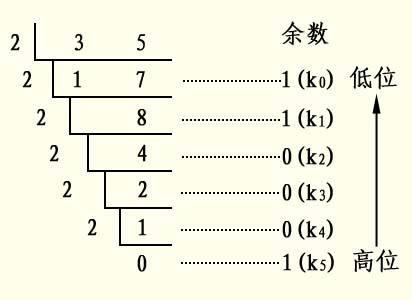 余数
2 3 5
2 1 7 1 (k0) 低位
2 8 1 (k1)
2 4 0 (k2)
2 2 0 (k3)
2 1 0 (k4)
0 1 (k5) 高位